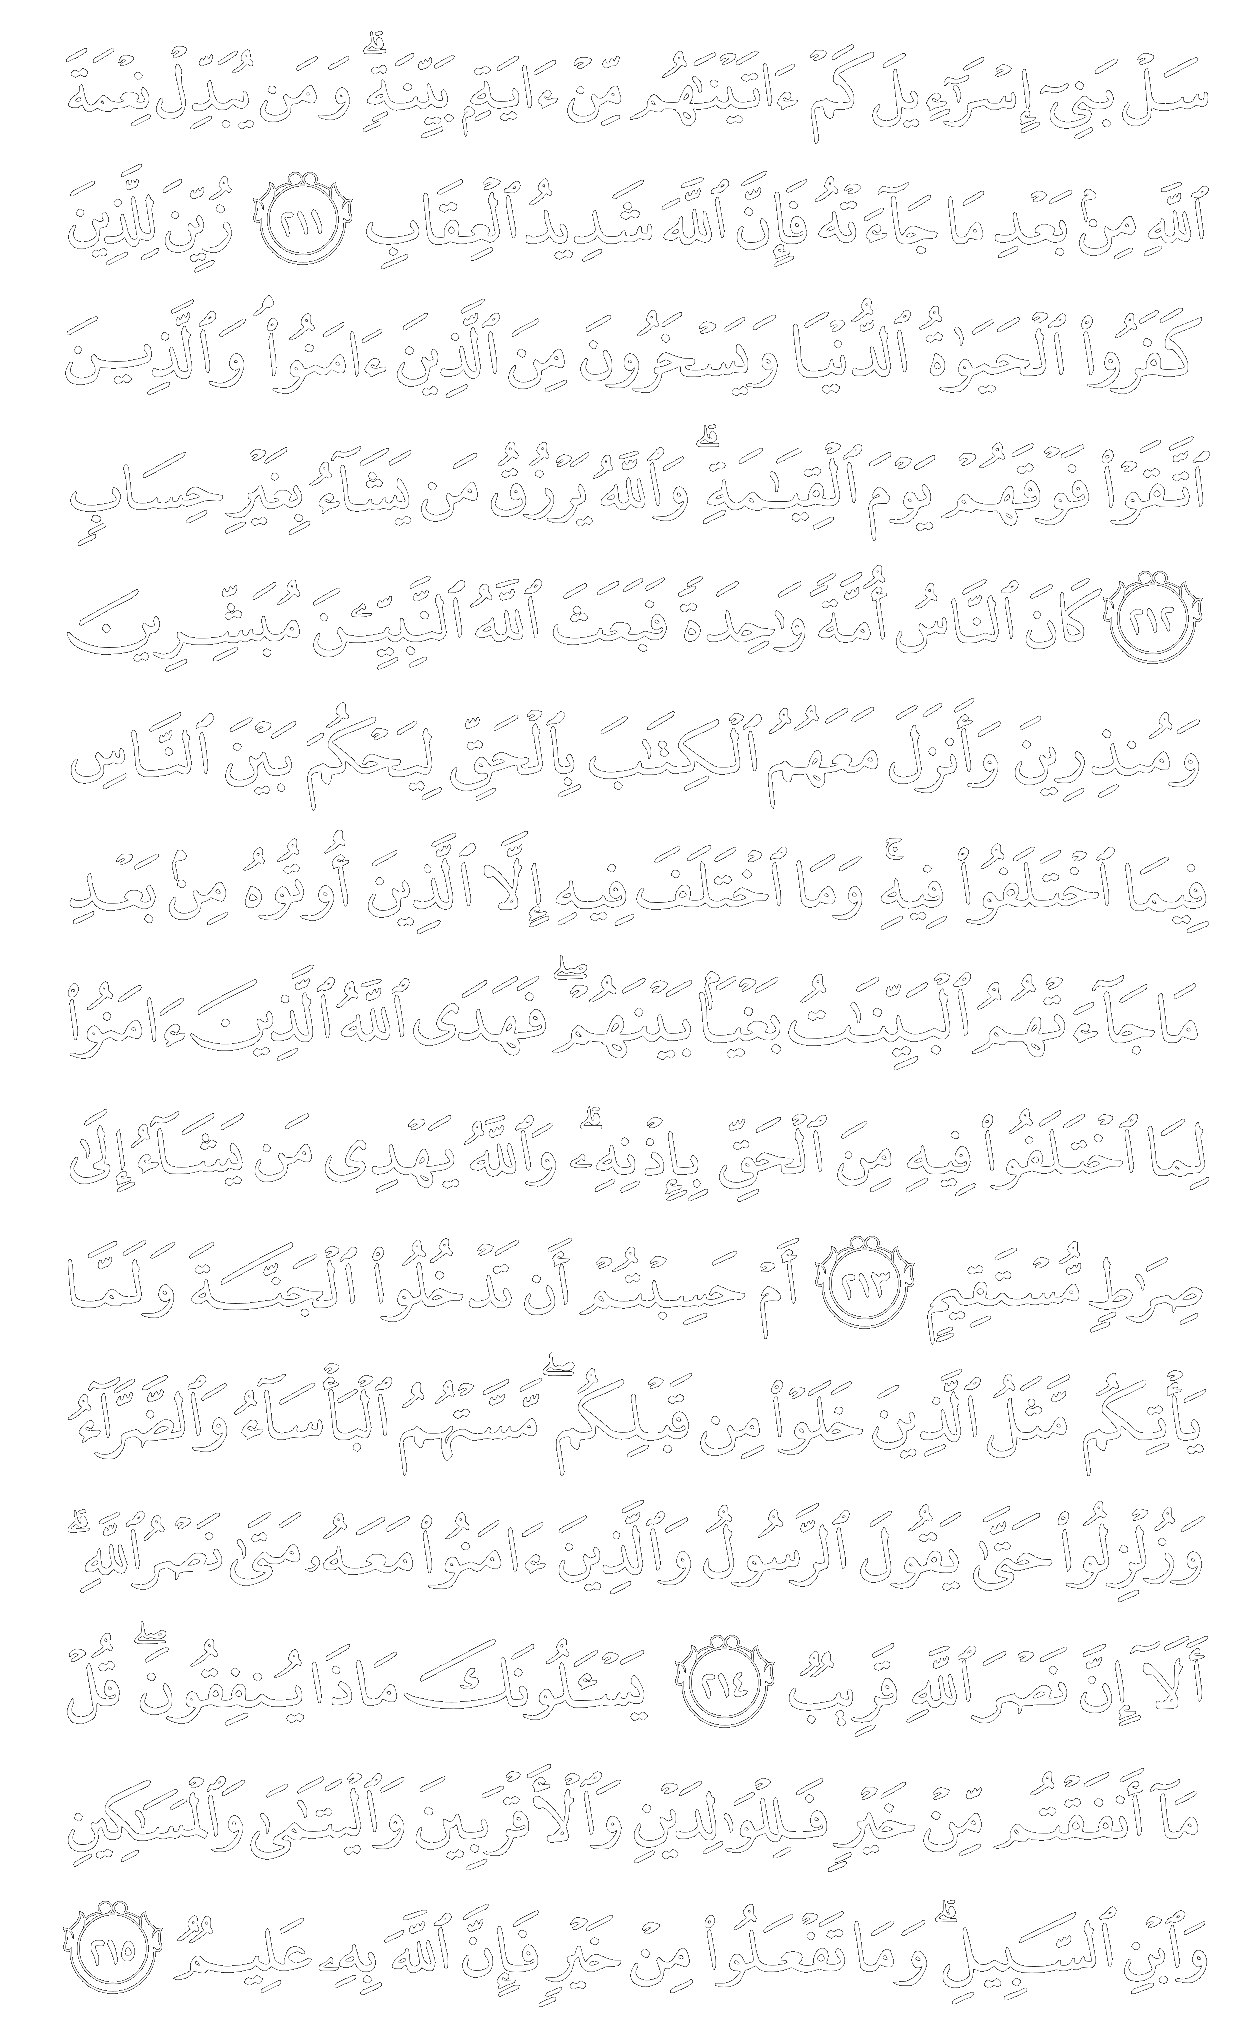 سَلْ بَنِىٓ إِسْرَٰٓءِيلَ كَمْ ءَاتَيْنَٰهُم مِّنْ ءَايَةٍۭ بَيِّنَةٍۗ وَمَن يُبَدِّلْ نِعْمَةَ
ٱللَّهِ مِنۢ بَعْدِ مَا جَآءَتْهُ فَإِنَّ ٱللَّهَ شَدِيدُ ٱلْعِقَابِ ٢١١ زُيِّنَ لِلَّذِينَ
كَفَرُوا۟ ٱلْحَيَوٰةُ ٱلدُّنْيَا وَيَسْخَرُونَ مِنَ ٱلَّذِينَ ءَامَنُوا۟ۘ وَٱلَّذِينَ
ٱتَّقَوْا۟ فَوْقَهُمْ يَوْمَ ٱلْقِيَٰمَةِۗ وَٱللَّهُ يَرْزُقُ مَن يَشَآءُ بِغَيْرِ حِسَابٍ
٢١٢ كَانَ ٱلنَّاسُ أُمَّةً وَٰحِدَةً فَبَعَثَ ٱللَّهُ ٱلنَّبِيِّـۧنَ مُبَشِّرِينَ
وَمُنذِرِينَ وَأَنزَلَ مَعَهُمُ ٱلْكِتَٰبَ بِٱلْحَقِّ لِيَحْكُمَ بَيْنَ ٱلنَّاسِ
فِيمَا ٱخْتَلَفُوا۟ فِيهِۚ وَمَا ٱخْتَلَفَ فِيهِ إِلَّا ٱلَّذِينَ أُوتُوهُ مِنۢ بَعْدِ
مَا جَآءَتْهُمُ ٱلْبَيِّنَٰتُ بَغْيًۢا بَيْنَهُمْۖ فَهَدَى ٱللَّهُ ٱلَّذِينَ ءَامَنُوا۟
لِمَا ٱخْتَلَفُوا۟ فِيهِ مِنَ ٱلْحَقِّ بِإِذْنِهِۦۗ وَٱللَّهُ يَهْدِى مَن يَشَآءُ إِلَىٰ
صِرَٰطٍ مُّسْتَقِيمٍ ٢١٣ أَمْ حَسِبْتُمْ أَن تَدْخُلُوا۟ ٱلْجَنَّةَ وَلَمَّا
يَأْتِكُم مَّثَلُ ٱلَّذِينَ خَلَوْا۟ مِن قَبْلِكُمۖ مَّسَّتْهُمُ ٱلْبَأْسَآءُ وَٱلضَّرَّآءُ
وَزُلْزِلُوا۟ حَتَّىٰ يَقُولَ ٱلرَّسُولُ وَٱلَّذِينَ ءَامَنُوا۟ مَعَهُۥ مَتَىٰ نَصْرُ ٱللَّهِۗ
أَلَآ إِنَّ نَصْرَ ٱللَّهِ قَرِيبٌ ٢١٤ يَسْـَٔلُونَكَ مَاذَا يُنفِقُونَۖ قُلْ
مَآ أَنفَقْتُم مِّنْ خَيْرٍ فَلِلْوَٰلِدَيْنِ وَٱلْأَقْرَبِينَ وَٱلْيَتَٰمَىٰ وَٱلْمَسَٰكِينِ
وَٱبْنِ ٱلسَّبِيلِۗ وَمَا تَفْعَلُوا۟ مِنْ خَيْرٍ فَإِنَّ ٱللَّهَ بِهِۦ عَلِيمٌ ٢١٥